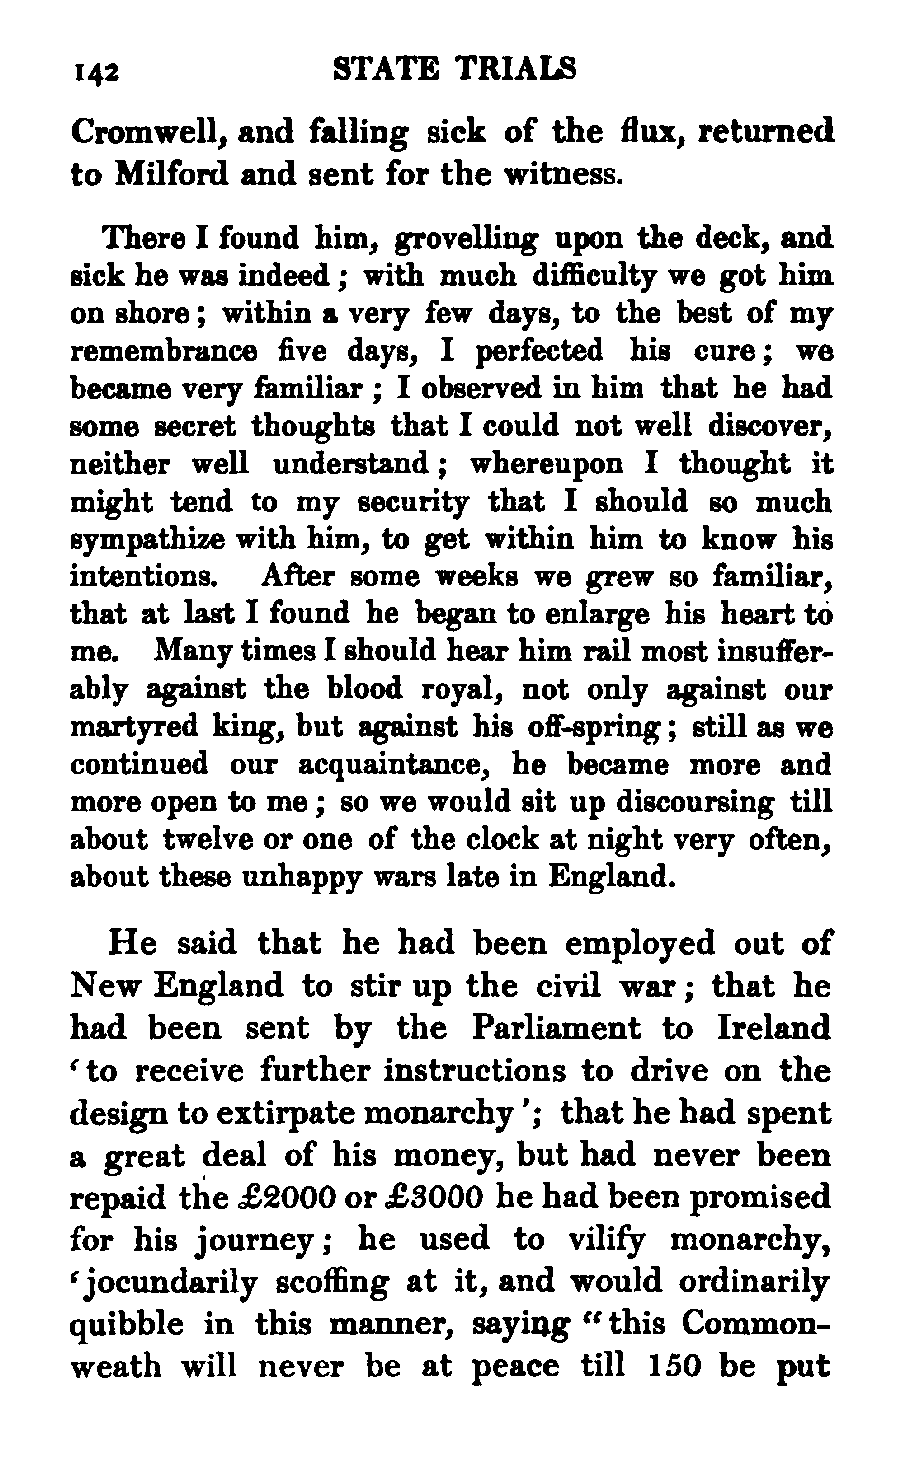 142 STATE TRIALS
Cromwell, and falling sick of the flux, returned
to Milford and sent for the witness.
There I found him, grovelling upon the deck, and
sick he was indeed; with much difficulty we got him
on shore; within a very few days, to the best of my
remembrance five days, I perfected his cure; we
became very familiar; I observed in him that he had
some secret thoughts that I could not well discover,
neither well understand; whereupon I thought it
might tend to my security that I should so much
sympathize with him, to get within him to know his
intentions. After some weeks we grew so familiar,
that at last I found he began to enlarge his heart to
me. Many times I should hear him rail most insuffer-
ably against the blood royal, not only against our
martyred king, but against his off-spring; still as we
continued our acquaintance, he became more and
more open to me; so we would sit up discoursing till
about twelve or one of the clock at night very often,
about these unhappy wars late in England.
He said that he had been employed out of
New England to stir up the civil war; that he
had been sent by the Parliament to Ireland
‘to receive further instructions to drive on the
design to extirpate monarchy’; that he had spent
a great deal of his money, but had never been
repaid the £2000 or £3000 he had been promised
for his journey; he used to vilify monarchy,
‘jocundarily scoffing at it, and would ordinarily
quibble in this manner, saying “this Common-
weath will never be at peace till 150 be put